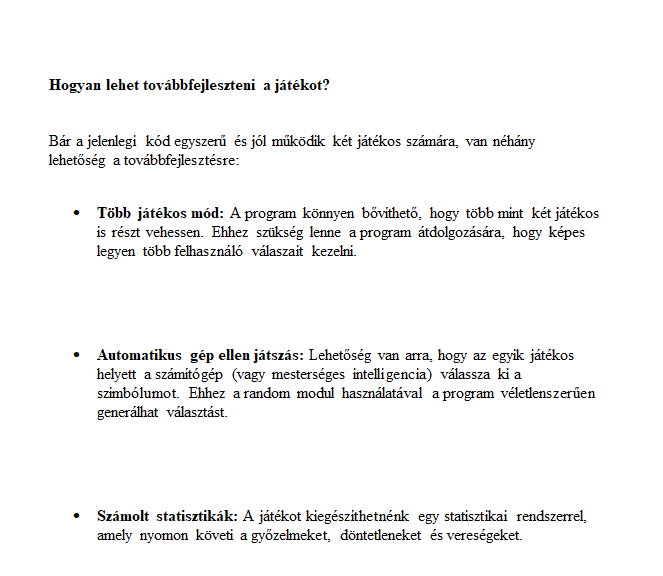 Hogyan lehet továbbfejleszteni a játékot?
Bár a jelenlegi kód egyszerű és jól működik két játékos számára, van néhány
lehetőség a továbbfejlesztésre:
• Több játékos mód: A program könnyen bővíthető, hogy több mint két játékos
is részt vehessen. Ehhez szükség lenne a program átdolgozására, hogy képes
legyen több felhasználó válaszait kezelni.
• Automatikus gép ellen játszás: Lehetőség van arra, hogy az egyik játékos
helyett a számítógép (vagy mesterséges intelligencia) válassza ki a
szimbólumot. Ehhez a random modul használatával a program véletlenszerűen
generálhat választást.
• Számolt statisztikák: A játékot kiegészíthetnénk egy statisztikai rendszerrel,
amely nyomon követi a győzelmeket, döntetleneket és vereségeket.